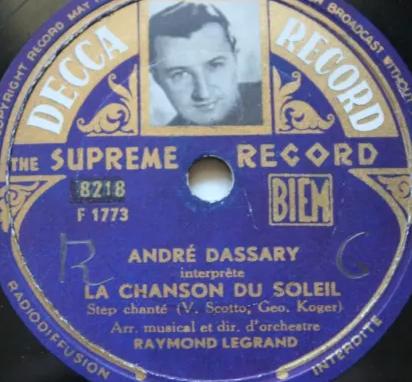 COPYRIGHT RECORD MAY
BROADCAST WITHOU
DECCA RECORD
THE SUPREME RECORD
8218
F 1773
BIEM
R
G
ANDRÉ DASSARY
interprète
LA CHANSON DU SOLEIL
Step chanté (V. Scotto; Geo. Koger)
Arr. musical et dir. d'orchestre
RAYMOND LEGRAND
RADIODIFFUSION INTERDITE